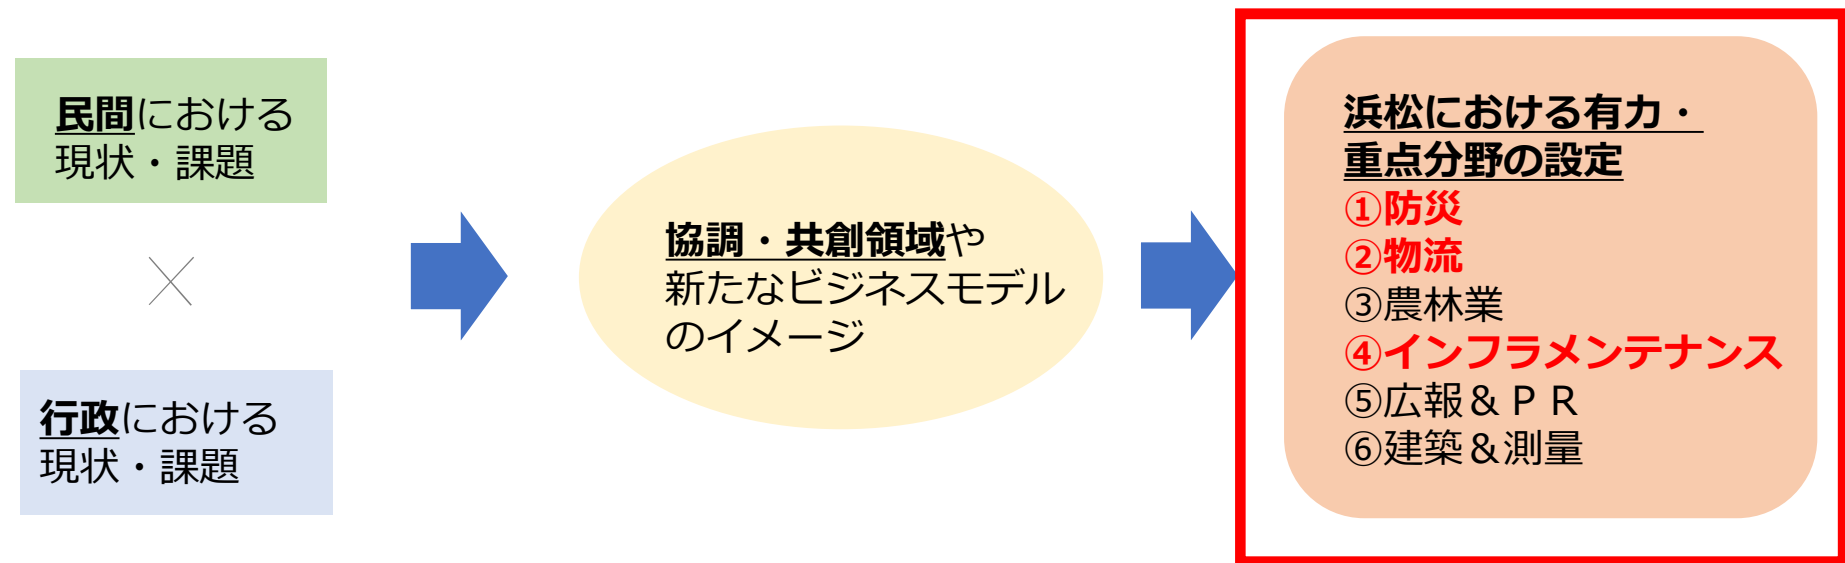 民間における
現状・課題
行政における
現状・課題
協調・共創領域や
新たなビジネスモデル
のイメージ
浜松における有力・
重点分野の設定
①防災
②物流
③農林業
④インフラメンテナンス
⑤広報&ＰＲ
⑥建築&測量